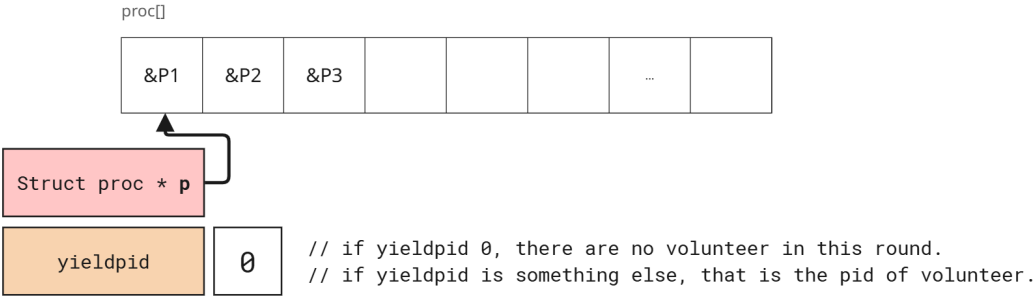 proc[]
&P1 &P2 &P3 ...
Struct proc * p
yieldpid 0
// if yieldpid 0, there are no volunteer in this round.
// if yieldpid is something else, that is the pid of volunteer.